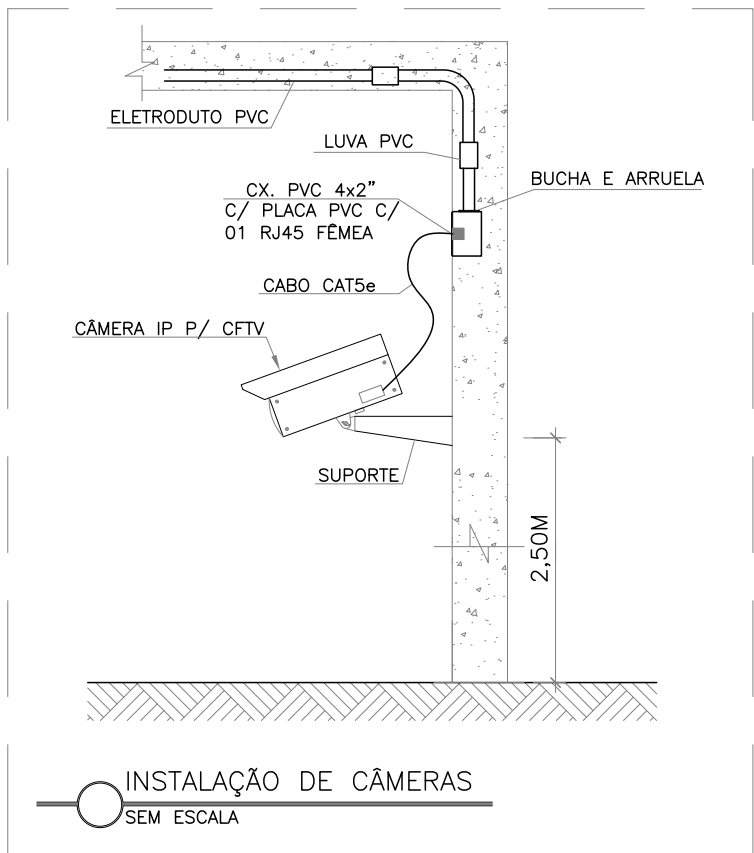 ELETRODUTO PVC
LUVA PVC
BUCHA E ARRUELA
CX. PVC 4x2"
C/ PLACA PVC C/
01 RJ45 FÊMEA
CABO CAT5e
CÂMERA IP P/ CFTV
SUPORTE
2,50M
INSTALAÇÃO DE CÂMERAS
SEM ESCALA